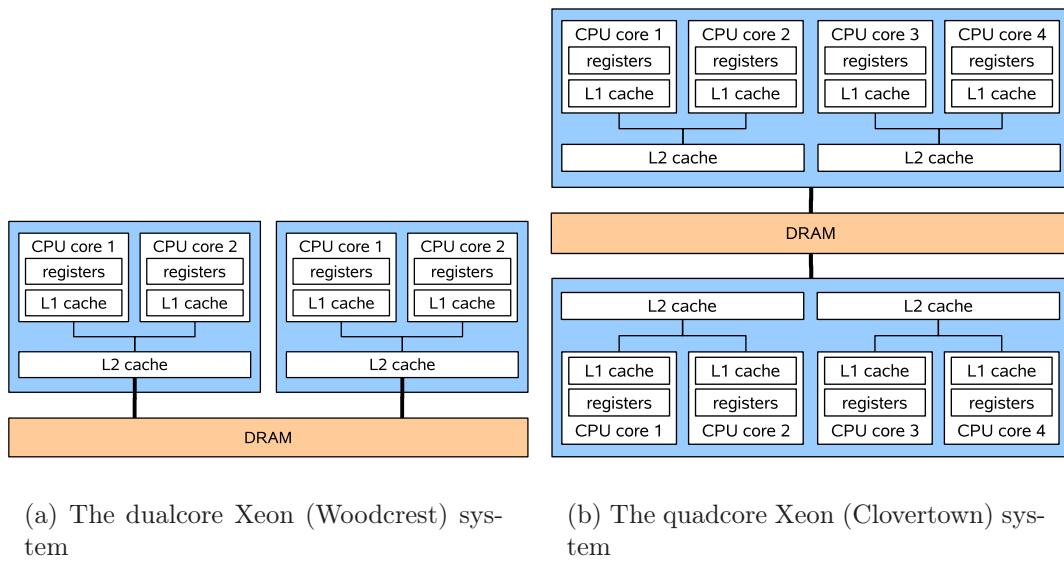 CPU core 1
registers
L1 cache
CPU core 2
registers
L1 cache
L2 cache
CPU core 1
registers
L1 cache
CPU core 2
registers
L1 cache
L2 cache
DRAM
(a) The dualcore Xeon (Woodcrest) sys-
tem
CPU core 1
registers
L1 cache
CPU core 2
registers
L1 cache
CPU core 3
registers
L1 cache
CPU core 4
registers
L1 cache
L2 cache
L2 cache
DRAM
L2 cache
L2 cache
L1 cache
registers
CPU core 1
L1 cache
registers
CPU core 2
L1 cache
registers
CPU core 3
L1 cache
registers
CPU core 4
(b) The quadcore Xeon (Clovertown) sys-
tem